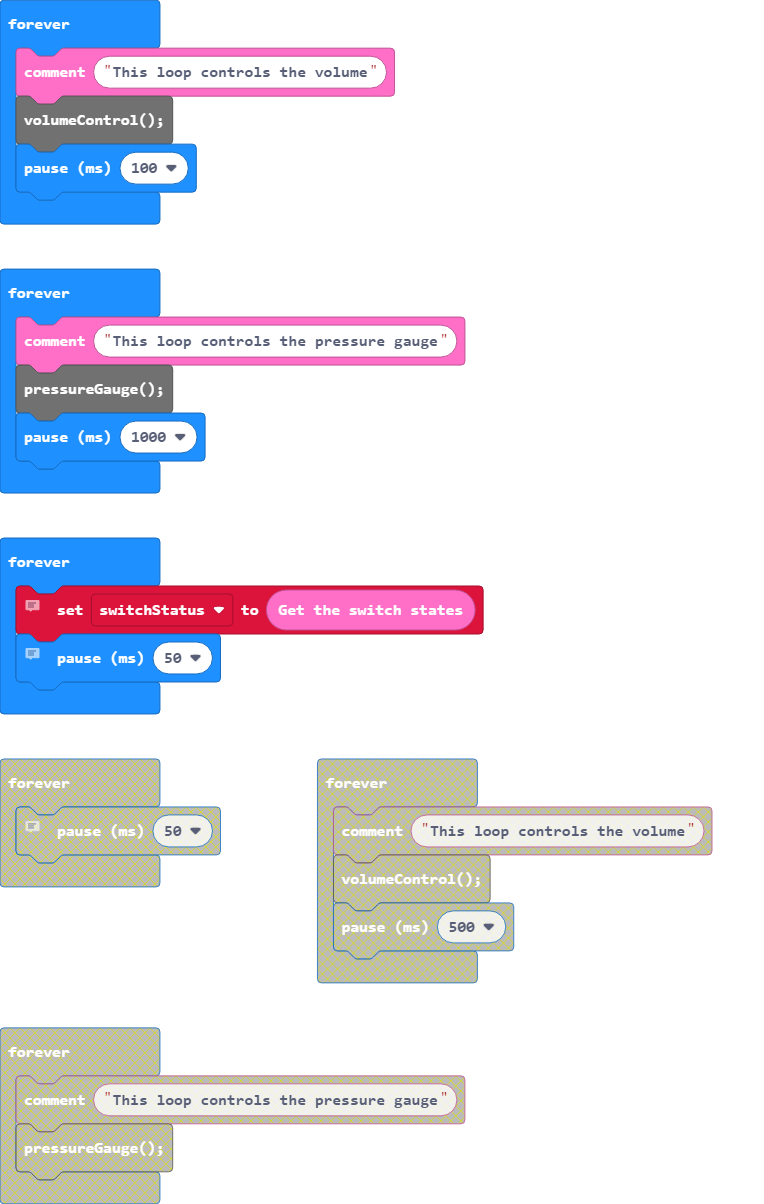 forever
comment "This loop controls the volume"
volumeControl();
pause (ms) 100
forever
comment "This loop controls the pressure gauge"
pressureGauge();
pause (ms) 1000
forever
set switchStatus to Get the switch states
pause (ms) 50
forever
pause (ms) 50
forever
comment "This loop controls the volume"
volumeControl();
pause (ms) 500
forever
comment "This loop controls the pressure gauge"
pressureGauge();